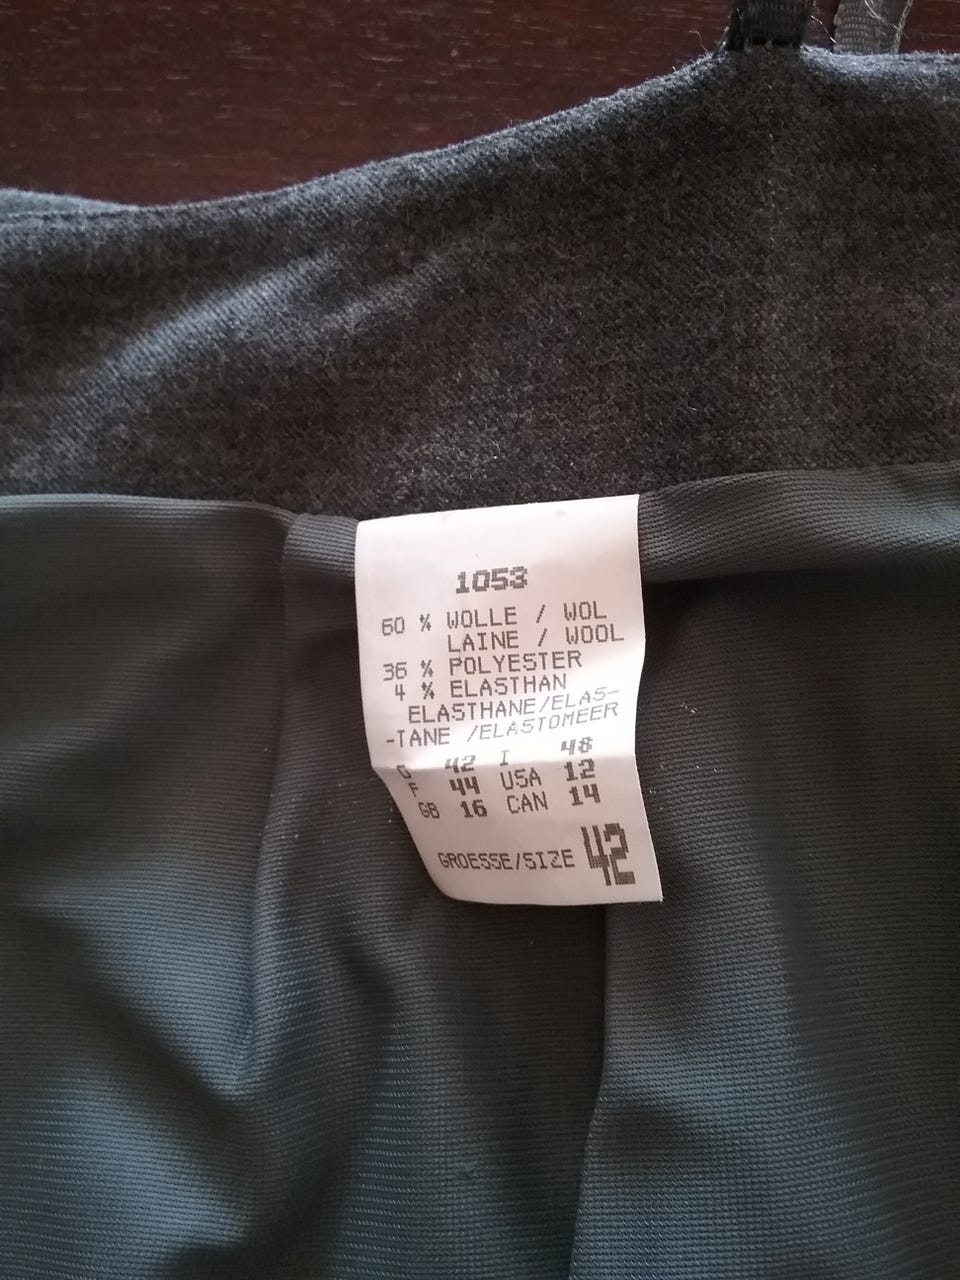 1053
60 % WOLLE / WOL
LAINE / WOOL
36 % POLYESTER
4 % ELASTHAN
ELASTHANE/ELAS-
-TANE /ELASTOMEER
G 42 I 48
F 44 USA 12
GB 16 CAN 14
GROESSE/SIZE 42